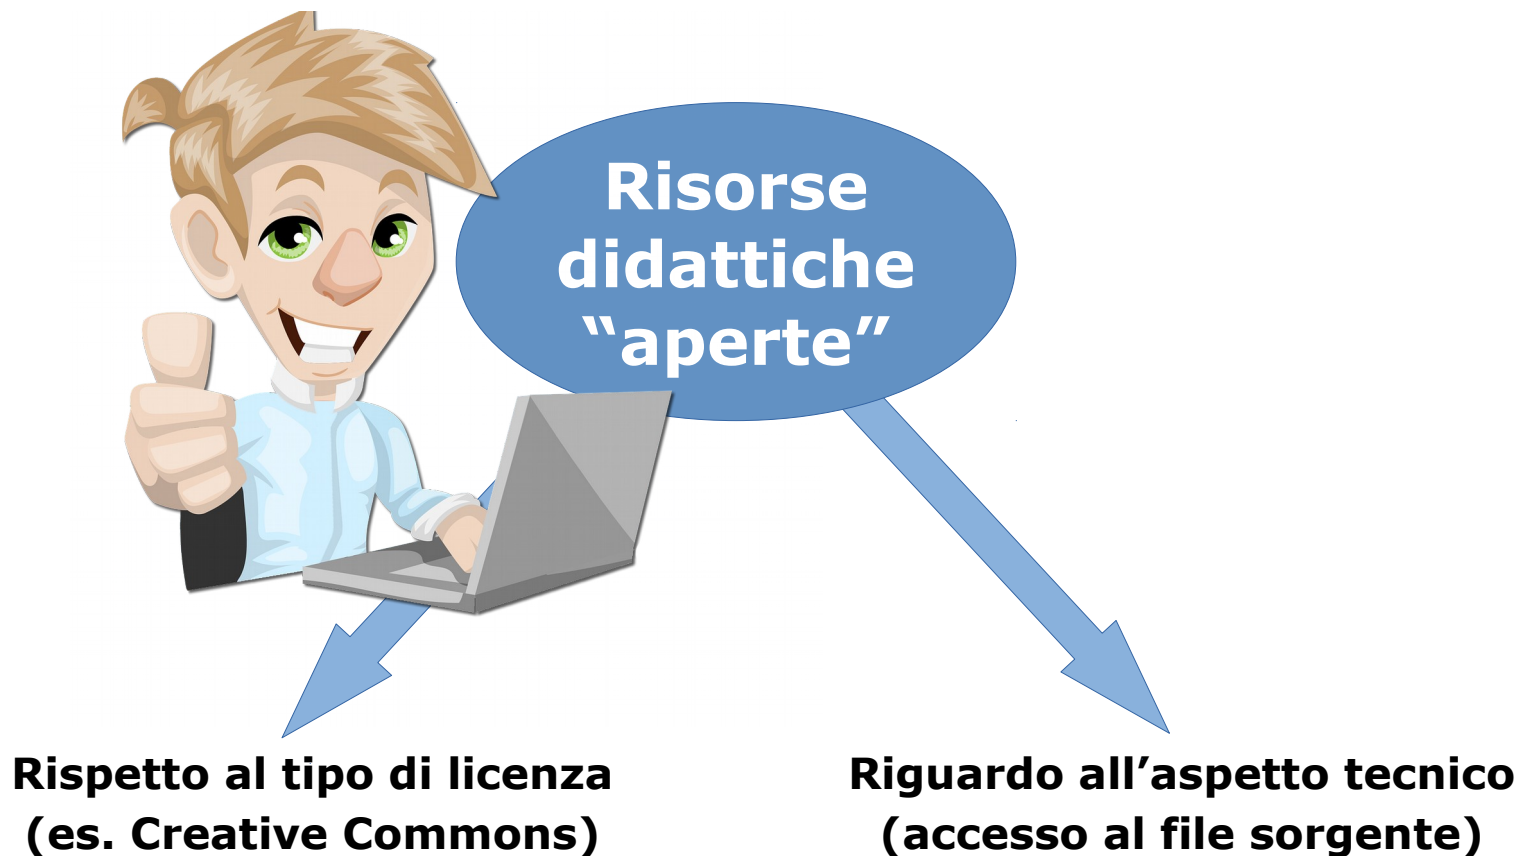 Risorse
didattiche
“aperte”
Rispetto al tipo di licenza
(es. Creative Commons)
Riguardo all’aspetto tecnico
(accesso al file sorgente)